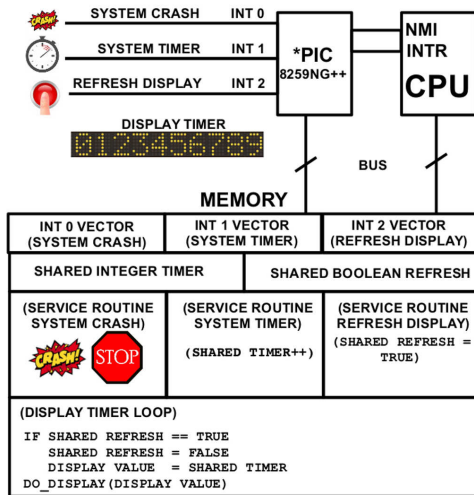 SYSTEM CRASH INT 0
SYSTEM TIMER INT 1
REFRESH DISPLAY INT 2
*PIC
8259NG++
NMI
INTR
CPU
DISPLAY TIMER
0123456789
BUS
MEMORY
INT 0 VECTOR
(SYSTEM CRASH)
INT 1 VECTOR
(SYSTEM TIMER)
INT 2 VECTOR
(REFRESH DISPLAY)
SHARED INTEGER TIMER
SHARED BOOLEAN REFRESH
(SERVICE ROUTINE
SYSTEM CRASH)
CRASH!
STOP
(SERVICE ROUTINE
SYSTEM TIMER)
(SHARED TIMER++)
(SERVICE ROUTINE
REFRESH DISPLAY)
(SHARED REFRESH =
TRUE)
(DISPLAY TIMER LOOP)
IF SHARED REFRESH == TRUE
SHARED REFRESH = FALSE
DISPLAY VALUE = SHARED TIMER
DO_DISPLAY(DISPLAY VALUE)